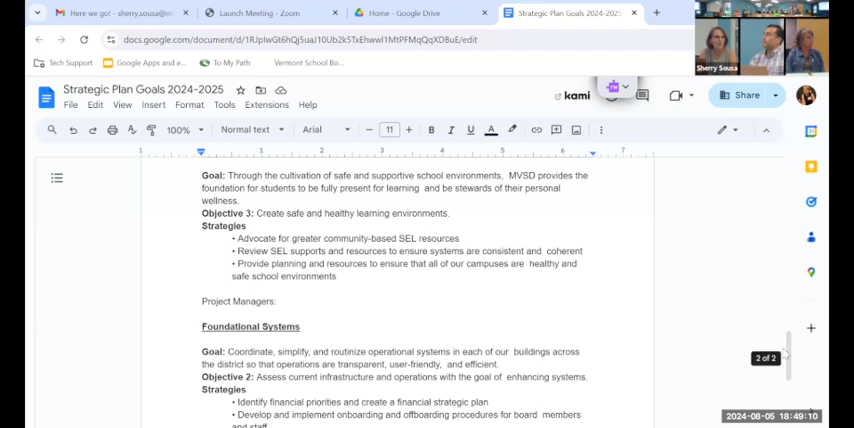 Here we go! - sherry.sousa@m
Launch Meeting - Zoom
Home - Google Drive
Strategic Plan Goals 2024-2025
Tech Support
Google Apps and e...
To My Path
Vermont School Bo...
Strategic Plan Goals 2024-2025
kami
Share
Sherry Sousa
File Edit View Insert Format Tools Extensions Help
100% Normal text Arial 11 B I U A
1 1 2 3 4 5 6 7
Goal: Through the cultivation of safe and supportive school environments, MVSD provides the
foundation for students to be fully present for learning and be stewards of their personal
wellness.
Objective 3: Create safe and healthy learning environments.
Strategies
• Advocate for greater community-based SEL resources
• Review SEL supports and resources to ensure systems are consistent and coherent
• Provide planning and resources to ensure that all of our campuses are healthy and
safe school environments
Project Managers:
Foundational Systems
Goal: Coordinate, simplify, and routinize operational systems in each of our buildings across
the district so that operations are transparent, user-friendly, and efficient.
Objective 2: Assess current infrastructure and operations with the goal of enhancing systems.
Strategies
• Identify financial priorities and create a financial strategic plan
• Develop and implement onboarding and offboarding procedures for board members
and staff
2 of 2
2024-08-05 18:49:10